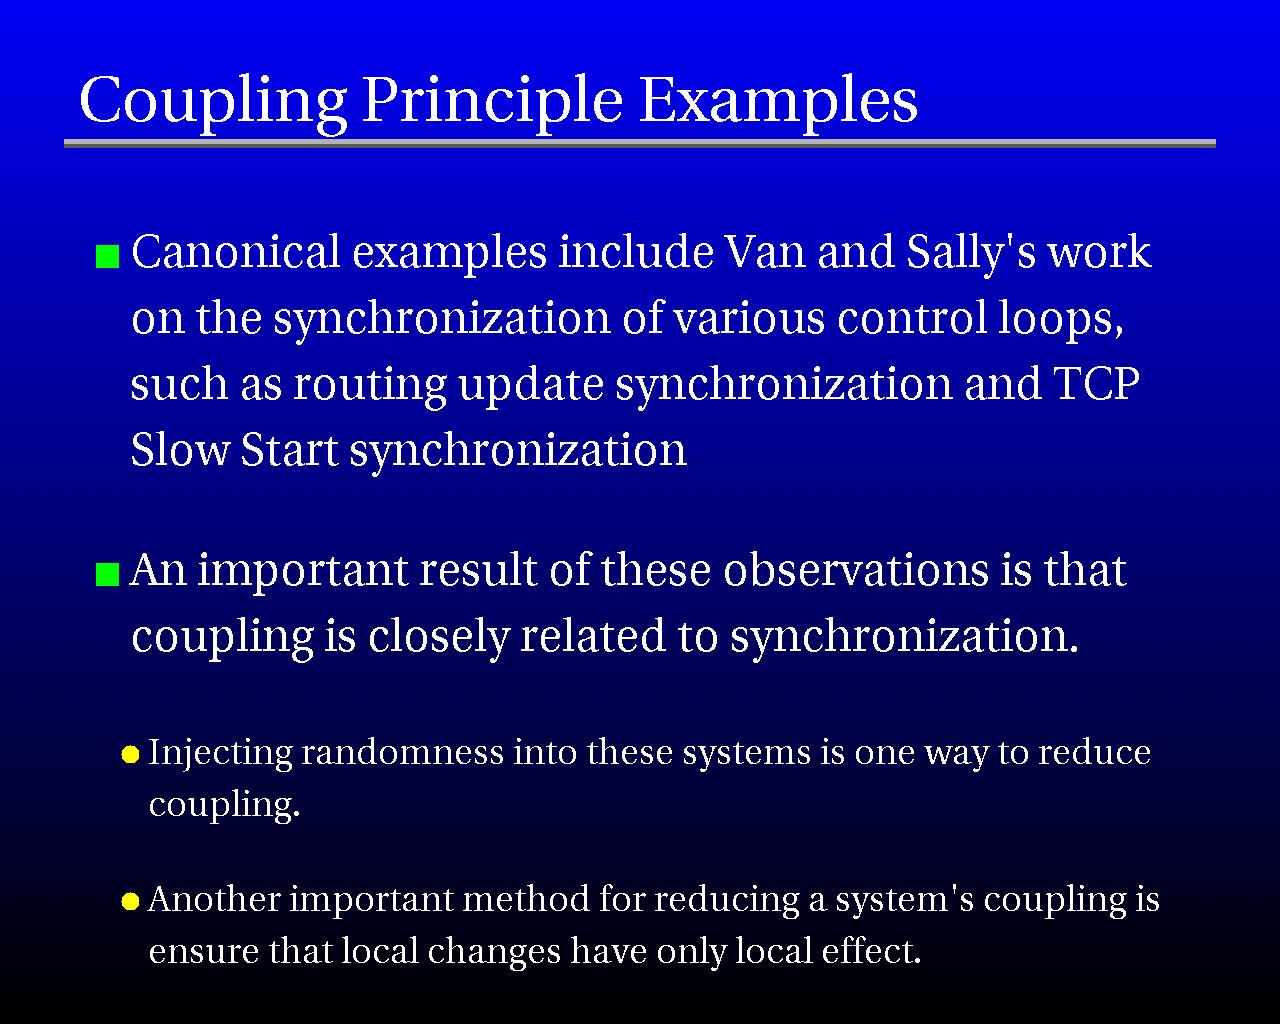 Coupling Principle Examples
Canonical examples include Van and Sally's work
on the synchronization of various control loops,
such as routing update synchronization and TCP
Slow Start synchronization
An important result of these observations is that
coupling is closely related to synchronization.
Injecting randomness into these systems is one way to reduce
coupling.
Another important method for reducing a system's coupling is
ensure that local changes have only local effect.